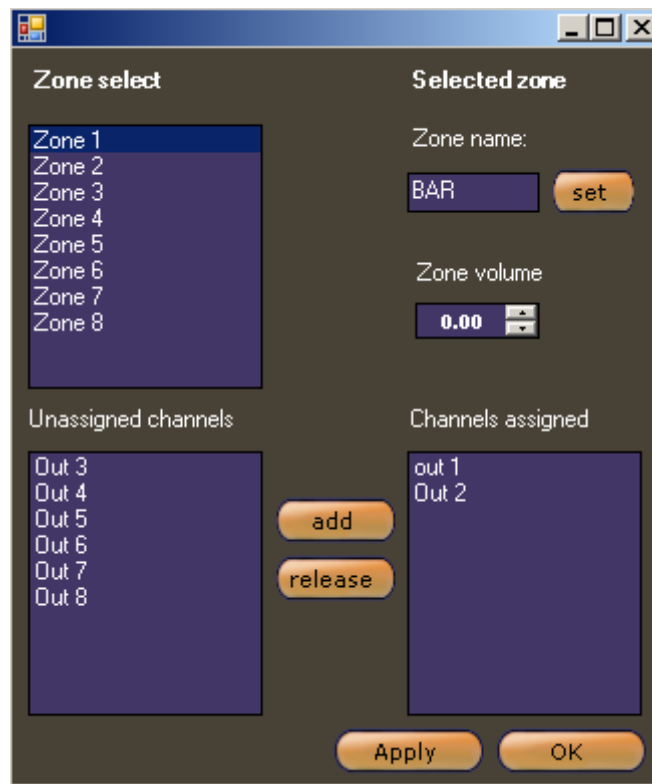 Zone select
Zone 1
Zone 2
Zone 3
Zone 4
Zone 5
Zone 6
Zone 7
Zone 8
Selected zone
Zone name:
BAR
set
Zone volume
0.00
Unassigned channels
Out 3
Out 4
Out 5
Out 6
Out 7
Out 8
add
release
Channels assigned
out 1
Out 2
Apply
OK